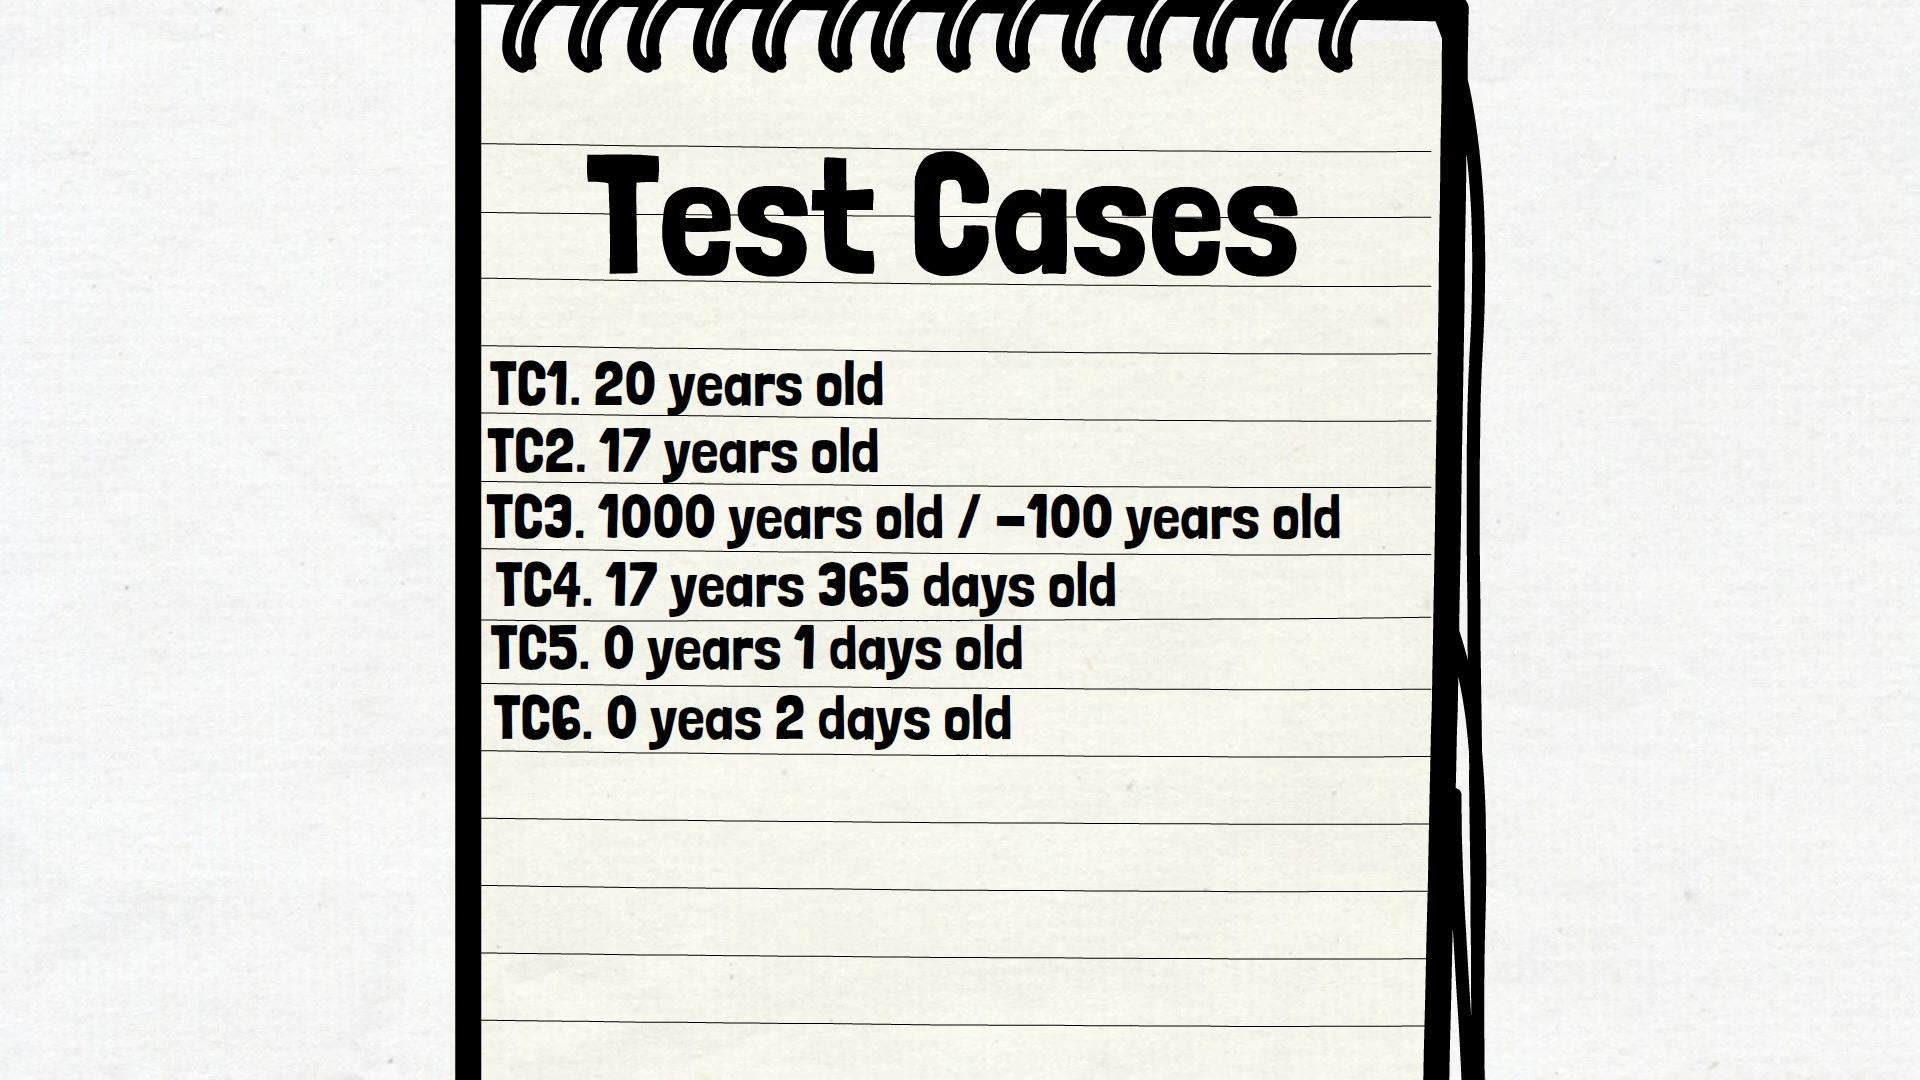 Test Cases
TC1. 20 years old
TC2. 17 years old
TC3. 1000 years old / -100 years old
TC4. 17 years 365 days old
TC5. 0 years 1 days old
TC6. 0 yeas 2 days old